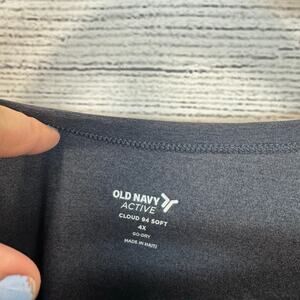 OLD NAVY
ACTIVE
CLOUD 94 SOFT
4X
GO-DRY
MADE IN HAITI